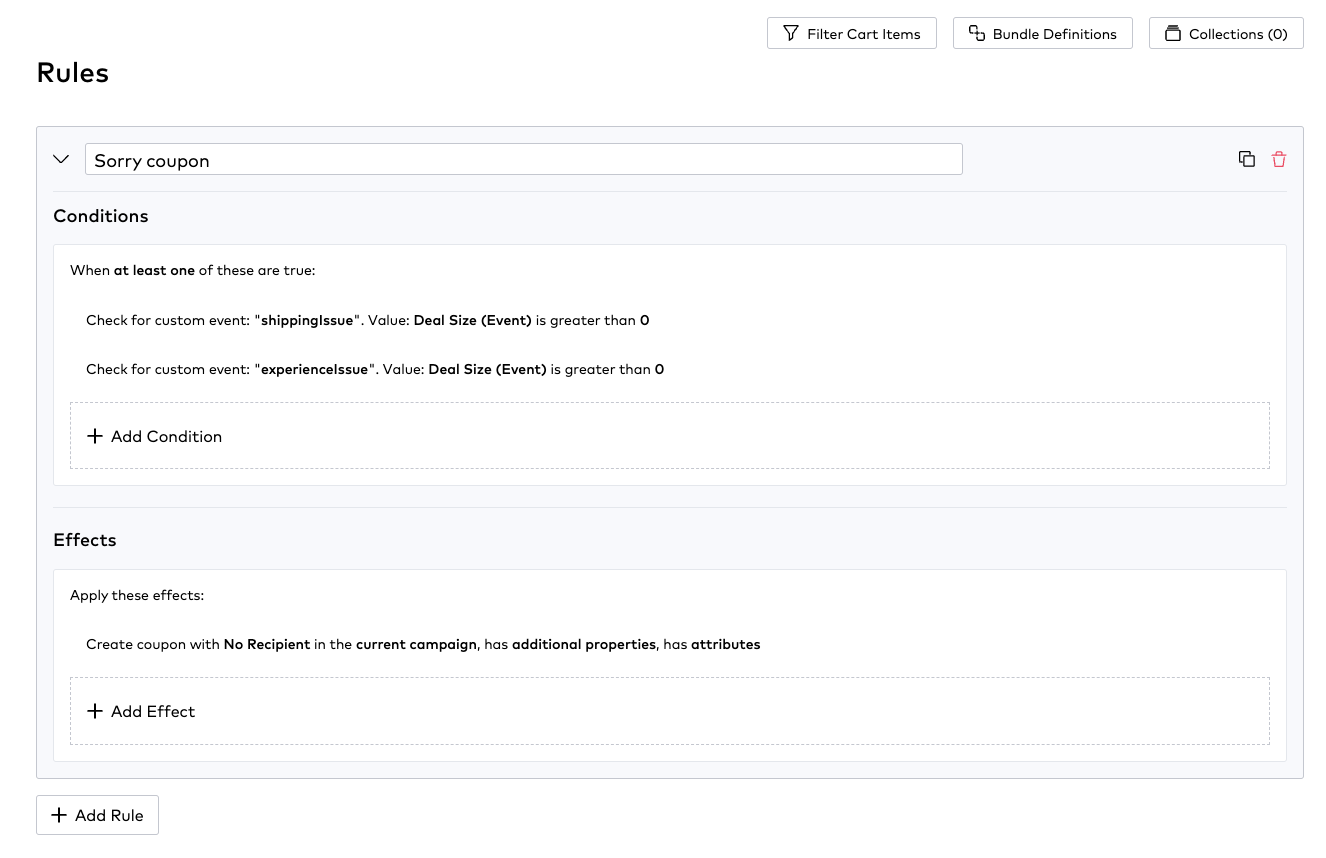 Filter Cart Items
Bundle Definitions
Collections (0)
Rules
Sorry coupon
Conditions
When at least one of these are true:
Check for custom event: "shippingIssue". Value: Deal Size (Event) is greater than 0
Check for custom event: "experienceIssue". Value: Deal Size (Event) is greater than 0
Add Condition
Effects
Apply these effects:
Create coupon with No Recipient in the current campaign, has additional properties, has attributes
Add Effect
Add Rule